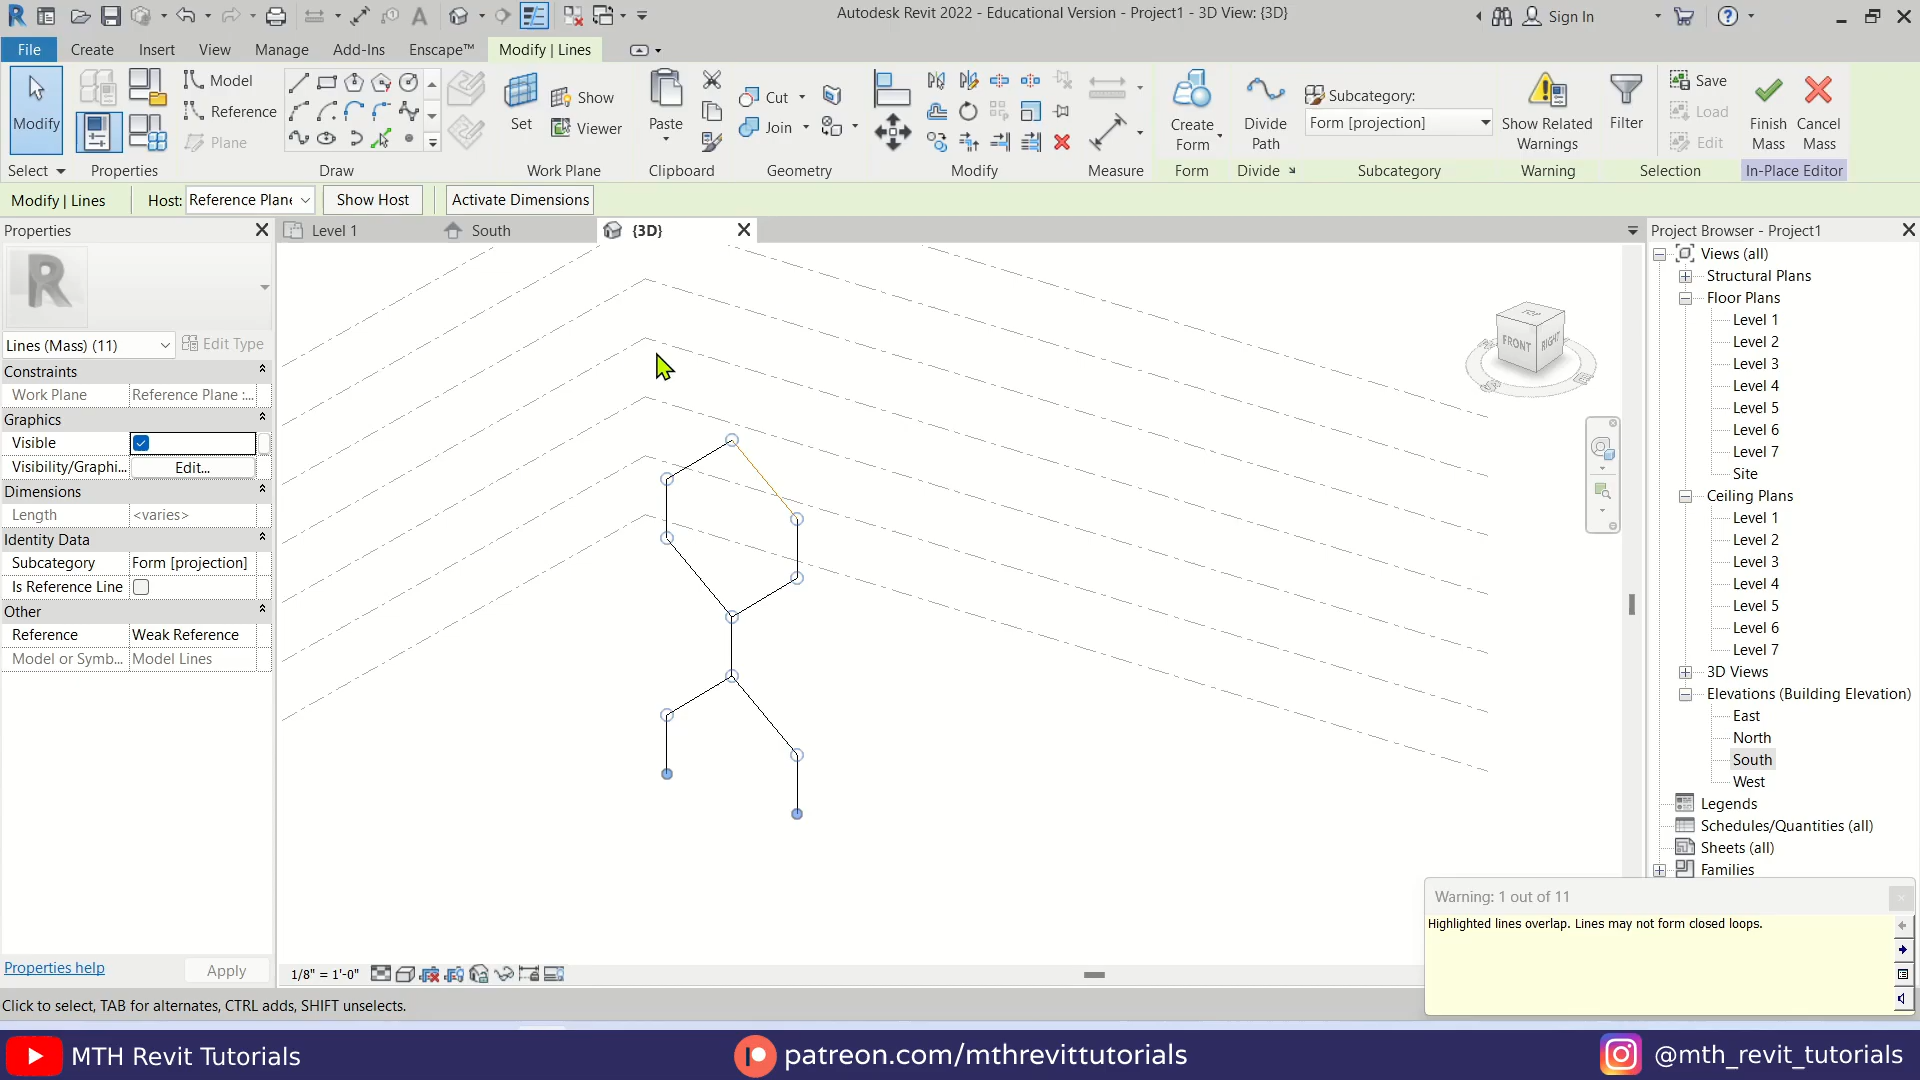 Autodesk Revit 2022 - Educational Version - Project1 - 3D View: {3D}
Sign In
File
Create
Insert
View
Manage
Add-Ins
Enscape™
Modify | Lines
Modify
Select
Properties
Model
Reference
Plane
Draw
Set
Show
Viewer
Work Plane
Paste
Clipboard
Cut
Join
Geometry
Modify
Measure
Create
Form
Form
Divide
Path
Divide
Subcategory:
Form [projection]
Subcategory
Show Related
Warnings
Warning
Filter
Save
Load
Edit
Selection
Finish
Mass
Cancel
Mass
In-Place Editor
Modify | Lines
Host:
Reference Plane
Show Host
Activate Dimensions
Properties
Lines (Mass) (11)
Edit Type
Constraints
Work Plane
Reference Plane :...
Graphics
Visible
Visibility/Graphi...
Edit...
Dimensions
Length
<varies>
Identity Data
Subcategory
Form [projection]
Is Reference Line
Other
Reference
Weak Reference
Model or Symb...
Model Lines
Properties help
Apply
Level 1
South
{3D}
TOP
FRONT
RIGHT
1/8" = 1'-0"
Project Browser - Project1
Views (all)
Structural Plans
Floor Plans
Level 1
Level 2
Level 3
Level 4
Level 5
Level 6
Level 7
Site
Ceiling Plans
Level 1
Level 2
Level 3
Level 4
Level 5
Level 6
Level 7
3D Views
Elevations (Building Elevation)
East
North
South
West
Legends
Schedules/Quantities (all)
Sheets (all)
Families
Warning: 1 out of 11
Highlighted lines overlap. Lines may not form closed loops.
Click to select, TAB for alternates, CTRL adds, SHIFT unselects.
MTH Revit Tutorials
patreon.com/mthrevittutorials
@mth_revit_tutorials